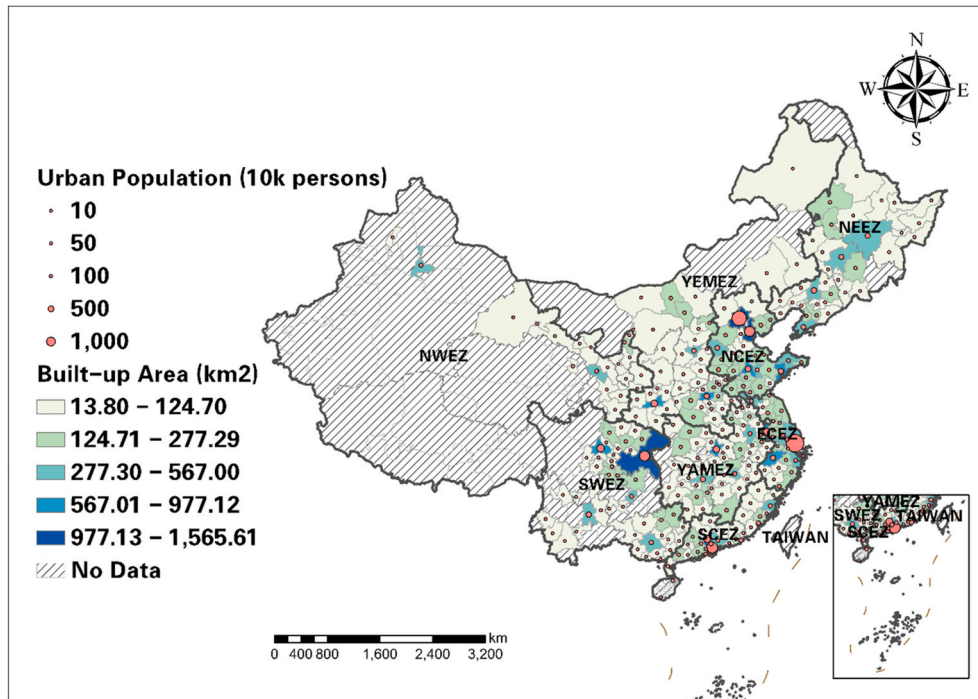 N
W E
S
Urban Population (10k persons)
10
50
100
500
1,000
Built-up Area (km2)
13.80 – 124.70
124.71 – 277.29
277.30 – 567.00
567.01 – 977.12
977.13 – 1,565.61
No Data
NEEZ
YEMEZ
NWEZ
NCEZ
ECEZ
SWEZ
YAMEZ
SCEZ
TAIWAN
YAMEZ
SWEZ TAIWAN
SCEZ
km
0 400 800 1,600 2,400 3,200